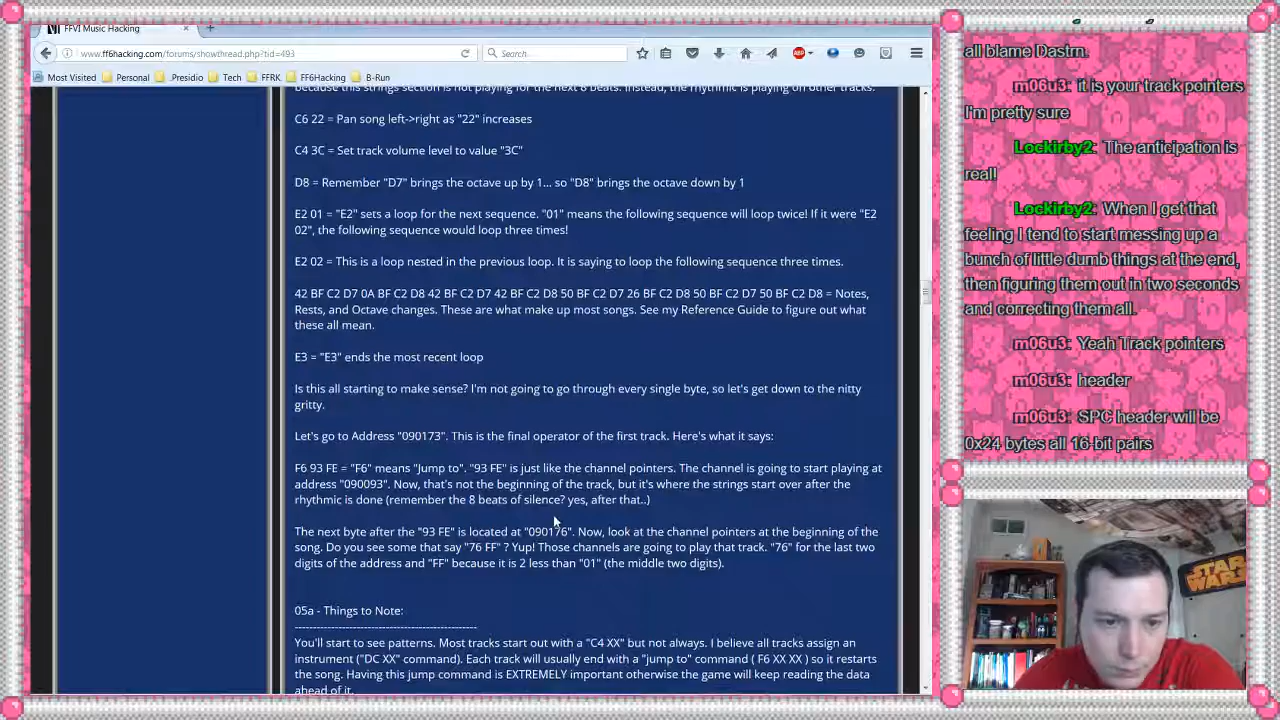 FFVI Music Hacking
www.ff6hacking.com/forums/showthread.php?tid=493
Search...
Most Visited
Personal
.Presidio
Tech
FFRK
FF6Hacking
B-Run
because this strings section is not playing for the next 8 beats. Instead, the rhythmic is playing on other tracks.
C6 22 = Pan song left->right as "22" increases
C4 3C = Set track volume level to value "3C"
D8 = Remember "D7" brings the octave up by 1... so "D8" brings the octave down by 1
E2 01 = "E2" sets a loop for the next sequence. "01" means the following sequence will loop twice! If it were "E2
02", the following sequence would loop three times!
E2 02 = This is a loop nested in the previous loop. It is saying to loop the following sequence three times.
42 BF C2 D7 0A BF C2 D8 42 BF C2 D7 42 BF C2 D8 50 BF C2 D7 26 BF C2 D8 50 BF C2 D7 50 BF C2 D8 = Notes,
Rests, and Octave changes. These are what make up most songs. See my Reference Guide to figure out what
these all mean.
E3 = "E3" ends the most recent loop
Is this all starting to make sense? I'm not going to go through every single byte, so let's get down to the nitty
gritty.
Let's go to Address "090173". This is the final operator of the first track. Here's what it says:
F6 93 FE = "F6" means "Jump to". "93 FE" is just like the channel pointers. The channel is going to start playing at
address "090093". Now, that's not the beginning of the track, but it's where the strings start over after the
rhythmic is done (remember the 8 beats of silence? yes, after that..)
The next byte after the "93 FE" is located at "090176". Now, look at the channel pointers at the beginning of the
song. Do you see some that say "76 FF" ? Yup! Those channels are going to play that track. "76" for the last two
digits of the address and "FF" because it is 2 less than "01" (the middle two digits).
05a - Things to Note:
----------------------------------------------------
You'll start to see patterns. Most tracks start out with a "C4 XX" but not always. I believe all tracks assign an
instrument ("DC XX" command). Each track will usually end with a "jump to" command ( F6 XX XX ) so it restarts
the song. Having this jump command is EXTREMELY important otherwise the game will keep reading the data
ahead of it.
all blame Dastrn.
m06u3: it is your track pointers
I'm pretty sure
Lockirby2: The anticipation is
real!
Lockirby2: When I get that
feeling I tend to start messing up a
bunch of little dumb things at the end,
then figuring them out in two seconds
and correcting them all.
m06u3: Yeah Track pointers
m06u3: header
m06u3: SPC header will be
0x24 bytes all 16-bit pairs
STAR
WARS